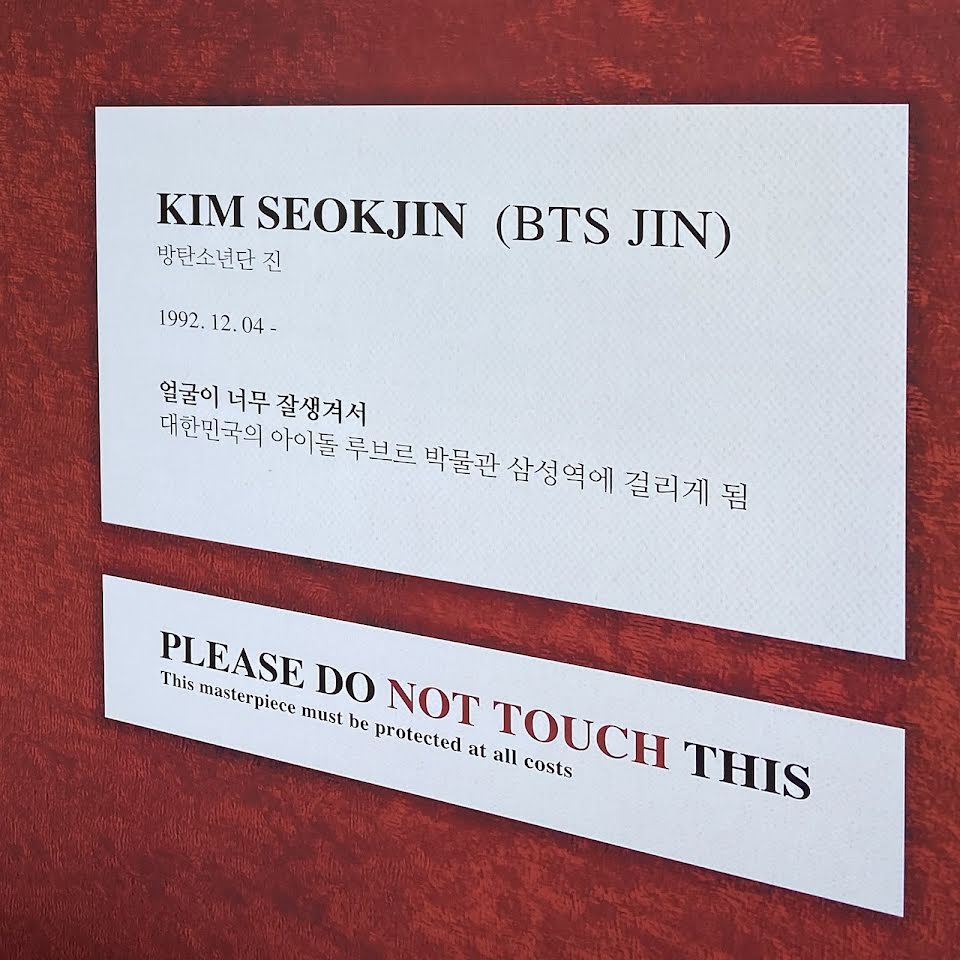 KIM SEOKJIN (BTS JIN)
방탄소년단 진
1992. 12. 04 -
얼굴이 너무 잘생겨서
대한민국의 아이돌 루브르 박물관 삼성역에 걸리게 됨
PLEASE DO NOT TOUCH THIS
This masterpiece must be protected at all costs